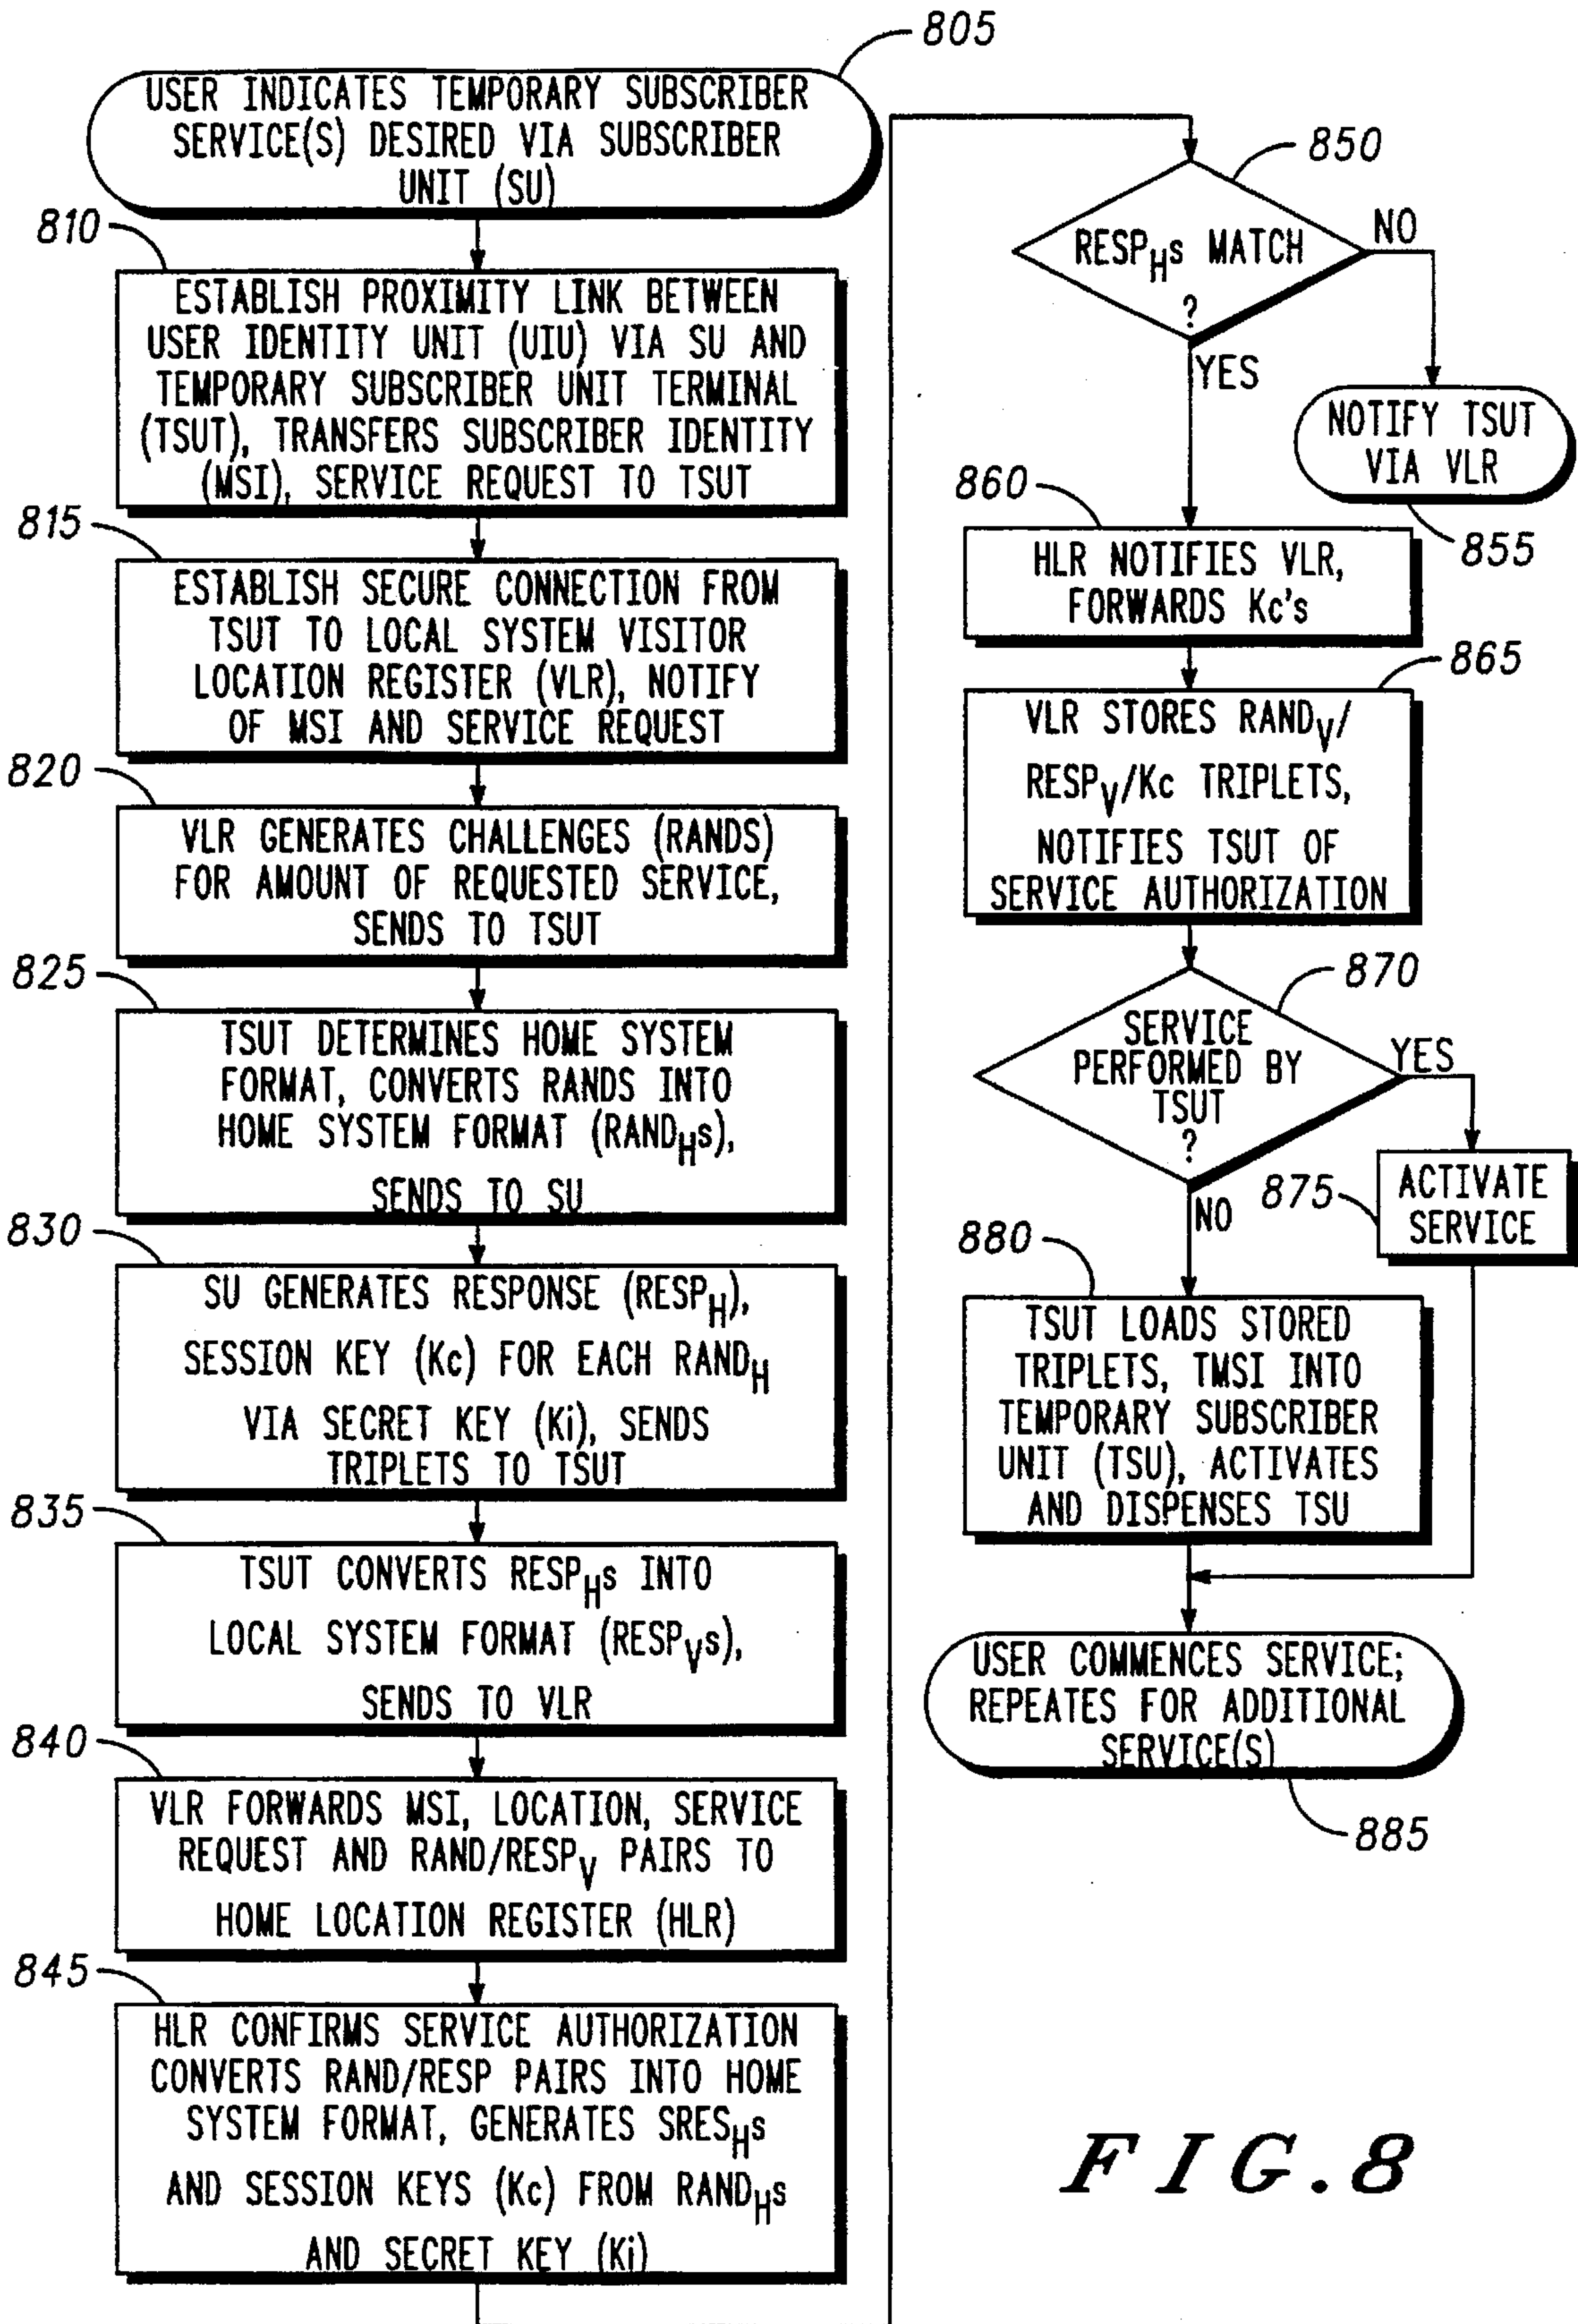 805
USER INDICATES TEMPORARY SUBSCRIBER
SERVICE(S) DESIRED VIA SUBSCRIBER
UNIT (SU)
810
ESTABLISH PROXIMITY LINK BETWEEN
USER IDENTITY UNIT (UIU) VIA SU AND
TEMPORARY SUBSCRIBER UNIT TERMINAL
(TSUT), TRANSFERS SUBSCRIBER IDENTITY
(MSI), SERVICE REQUEST TO TSUT
815
ESTABLISH SECURE CONNECTION FROM
TSUT TO LOCAL SYSTEM VISITOR
LOCATION REGISTER (VLR), NOTIFY
OF MSI AND SERVICE REQUEST
820
VLR GENERATES CHALLENGES (RANDS)
FOR AMOUNT OF REQUESTED SERVICE,
SENDS TO TSUT
825
TSUT DETERMINES HOME SYSTEM
FORMAT, CONVERTS RANDS INTO
HOME SYSTEM FORMAT (RANDHS),
SENDS TO SU
830
SU GENERATES RESPONSE (RESPH),
SESSION KEY (Kc) FOR EACH RANDH
VIA SECRET KEY (Ki), SENDS
TRIPLETS TO TSUT
835
TSUT CONVERTS RESPHS INTO
LOCAL SYSTEM FORMAT (RESPVS),
SENDS TO VLR
840
VLR FORWARDS MSI, LOCATION, SERVICE
REQUEST AND RAND/RESPV PAIRS TO
HOME LOCATION REGISTER (HLR)
845
HLR CONFIRMS SERVICE AUTHORIZATION
CONVERTS RAND/RESP PAIRS INTO HOME
SYSTEM FORMAT, GENERATES SRESHS
AND SESSION KEYS (Kc) FROM RANDHS
AND SECRET KEY (Ki)
850
RESPHS MATCH
?
NO
YES
NOTIFY TSUT
VIA VLR
855
860
HLR NOTIFIES VLR,
FORWARDS Kc's
865
VLR STORES RANDV/
RESPV/Kc TRIPLETS,
NOTIFIES TSUT OF
SERVICE AUTHORIZATION
870
SERVICE
PERFORMED BY
TSUT
?
YES
NO
875
ACTIVATE
SERVICE
880
TSUT LOADS STORED
TRIPLETS, TMSI INTO
TEMPORARY SUBSCRIBER
UNIT (TSU), ACTIVATES
AND DISPENSES TSU
USER COMMENCES SERVICE;
REPEATES FOR ADDITIONAL
SERVICE(S)
885
FIG.8